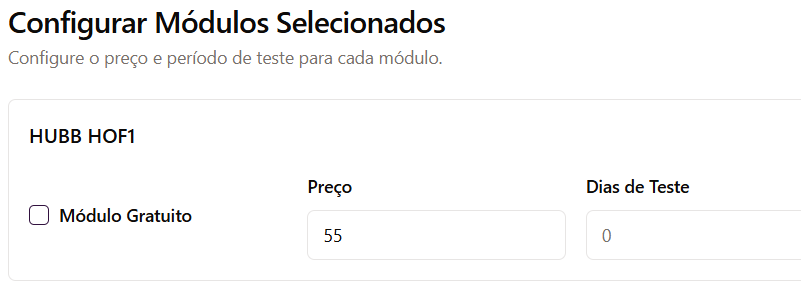 Configurar Módulos Selecionados
Configure o preço e período de teste para cada módulo.
HUBB HOF1
Módulo Gratuito
Preço
55
Dias de Teste
0